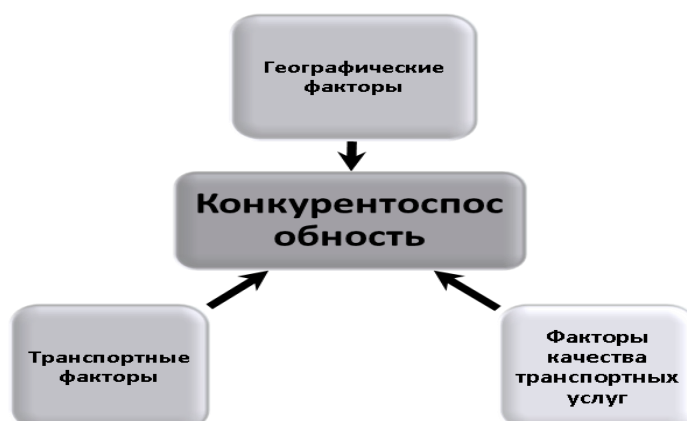 Географические
факторы
Конкурентоспос
обность
Транспортные
факторы
Факторы
качества
транспортных
услуг